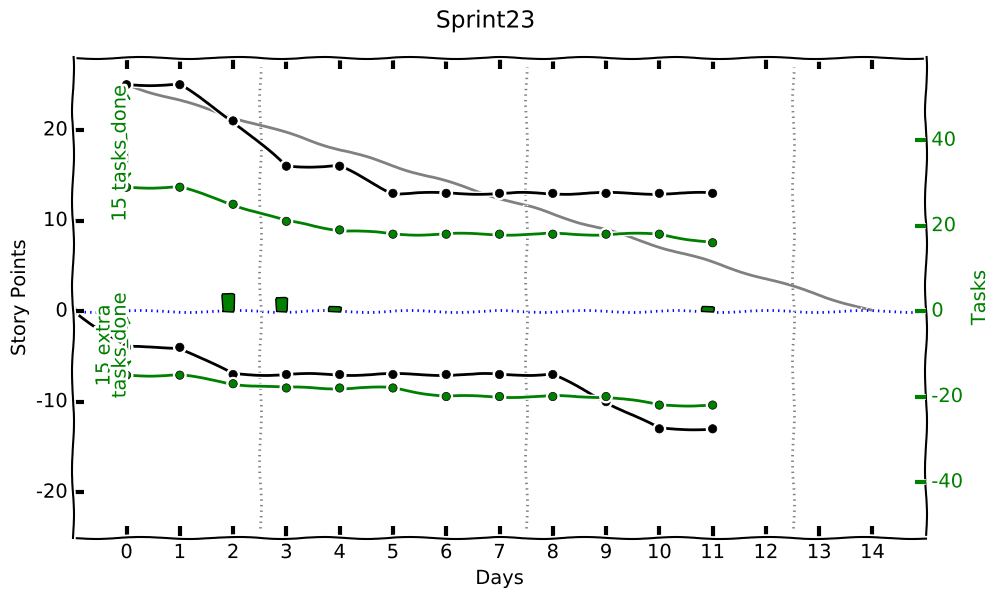 Sprint23
20
10
0
-10
-20
Story Points
15 tasks_done
15 extra
tasks_done
40
20
0
-20
-40
Tasks
0 1 2 3 4 5 6 7 8 9 10 11 12 13 14
Days